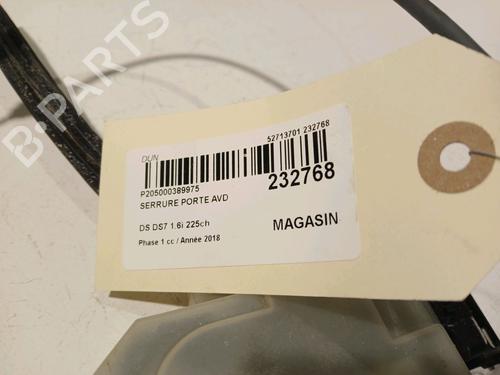 B-PARTS
DUN
52713701 232768
P205000389975
232768
SERRURE PORTE AVD
DS DS7 1.6i 225ch
MAGASIN
Phase 1 cc / Année 2018